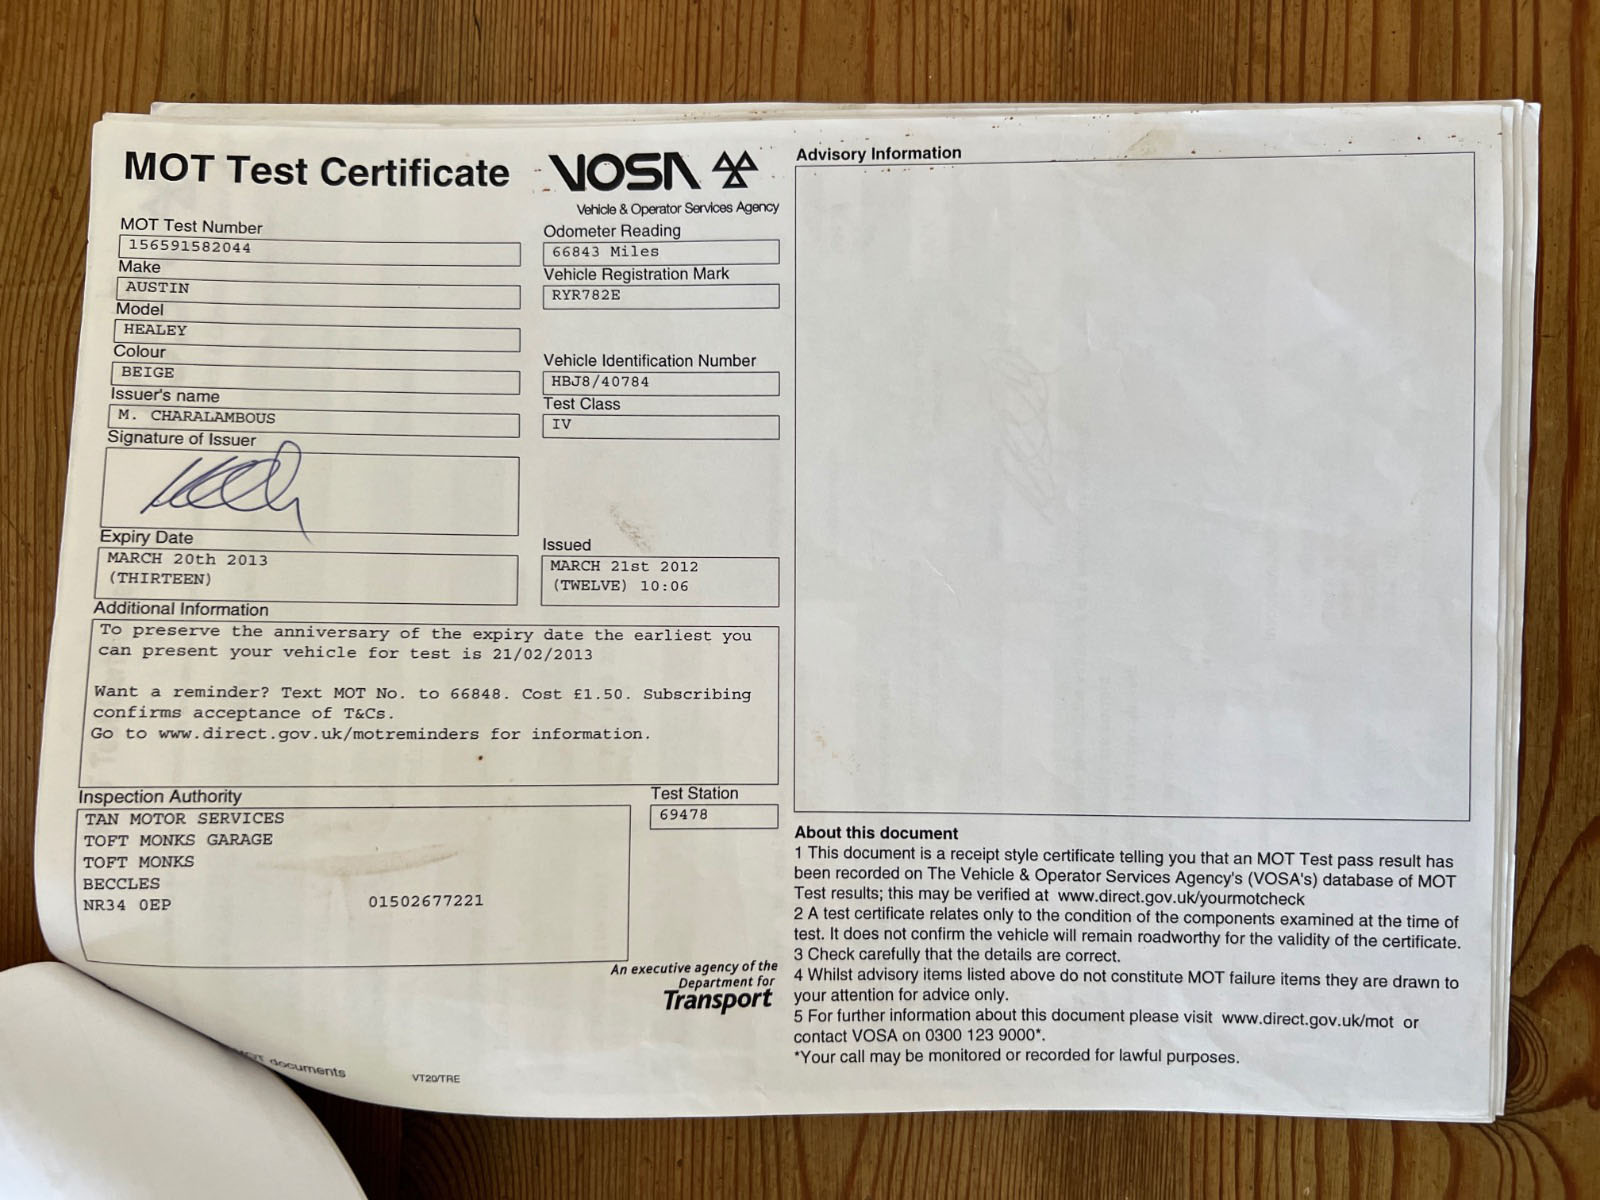 MOT Test Certificate
VOSA
Vehicle & Operator Services Agency
MOT Test Number
156591582044
Make
AUSTIN
Model
HEALEY
Colour
BEIGE
Issuer's name
M. CHARALAMBOUS
Signature of Issuer
Odometer Reading
66843 Miles
Vehicle Registration Mark
RYR782E
Vehicle Identification Number
HBJ8/40784
Test Class
IV
Expiry Date
MARCH 20th 2013
(THIRTEEN)
Issued
MARCH 21st 2012
(TWELVE) 10:06
Additional Information
To preserve the anniversary of the expiry date the earliest you
can present your vehicle for test is 21/02/2013
Want a reminder? Text MOT No. to 66848. Cost £1.50. Subscribing
confirms acceptance of T&Cs.
Go to www.direct.gov.uk/motreminders for information.
Inspection Authority
TAN MOTOR SERVICES
TOFT MONKS GARAGE
TOFT MONKS
BECCLES
NR34 0EP 01502677221
Test Station
69478
An executive agency of the
Department for
Transport
documents
VT20/TRE
Advisory Information
About this document
1 This document is a receipt style certificate telling you that an MOT Test pass result has
been recorded on The Vehicle & Operator Services Agency's (VOSA's) database of MOT
Test results; this may be verified at www.direct.gov.uk/yourmotcheck
2 A test certificate relates only to the condition of the components examined at the time of
test. It does not confirm the vehicle will remain roadworthy for the validity of the certificate.
3 Check carefully that the details are correct.
4 Whilst advisory items listed above do not constitute MOT failure items they are drawn to
your attention for advice only.
5 For further information about this document please visit www.direct.gov.uk/mot or
contact VOSA on 0300 123 9000*.
*Your call may be monitored or recorded for lawful purposes.